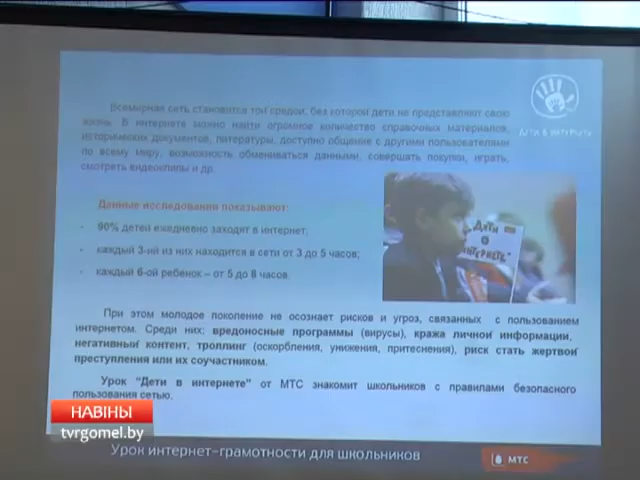 Всемирная сеть становится той средой, без которой дети не представляют свою
жизнь. В интернете можно найти огромное количество справочных материалов,
исторических документов, литературы, доступно общение с другими пользователями
по всему миру, возможность обмениваться данными, совершать покупки, играть,
смотреть видеоклипы и др.
ДЕТИ В ИНТЕРНЕТЕ
Данные исследования показывают:
- 90% детей ежедневно заходят в интернет;
- каждый 3-ий из них находится в сети от 3 до 5 часов;
- каждый 6-ой ребенок – от 5 до 8 часов.
"ДЕТИ
О
ИНТЕРНЕТЕ"
При этом молодое поколение не осознает рисков и угроз, связанных с пользованием
интернетом. Среди них: вредоносные программы (вирусы), кража личной информации,
негативный контент, троллинг (оскорбления, унижения, притеснения), риск стать жертвой
преступления или их соучастником.
Урок "Дети в интернете" от МТС знакомит школьников с правилами безопасного
пользования сетью.
НАВІНЫ
tvrgomel.by
Урок интернет-грамотности для школьников
МТС